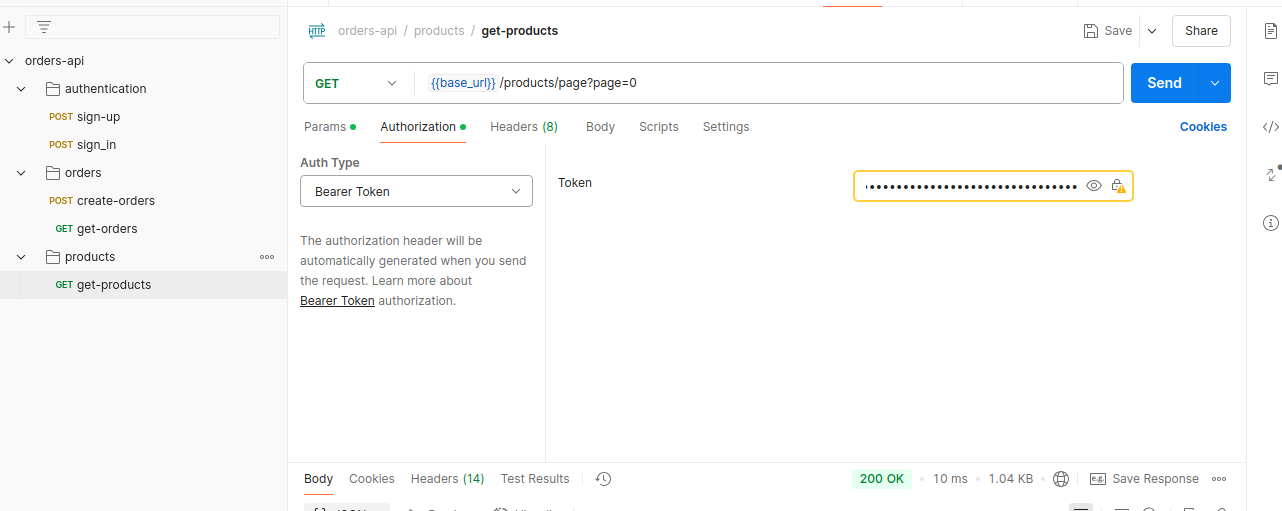 orders-api
authentication
POST sign-up
POST sign_in
orders
POST create-orders
GET get-orders
products
GET get-products
HTTP orders-api / products / get-products
Save
Share
GET {{base_url}}/products/page?page=0
Send
Params
Authorization
Headers (8)
Body
Scripts
Settings
Cookies
Auth Type
Bearer Token
The authorization header will be
automatically generated when you send
the request. Learn more about
Bearer Token authorization.
Token
Body
Cookies
Headers (14)
Test Results
200 OK
10 ms
1.04 KB
e.g.
Save Response